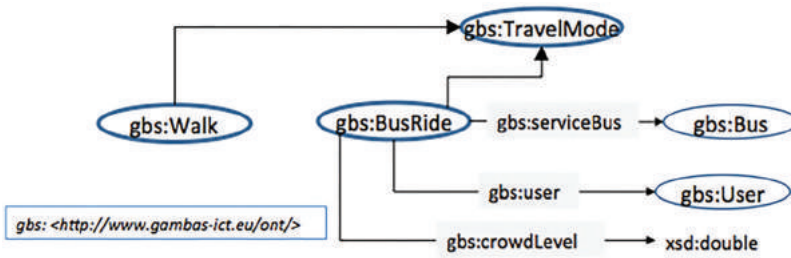 gbs:TravelMode
gbs:Walk
gbs:BusRide
gbs:serviceBus
gbs:Bus
gbs:user
gbs:User
gbs: <http://www.gambas-ict.eu/ont/>
gbs:crowdLevel
xsd:double